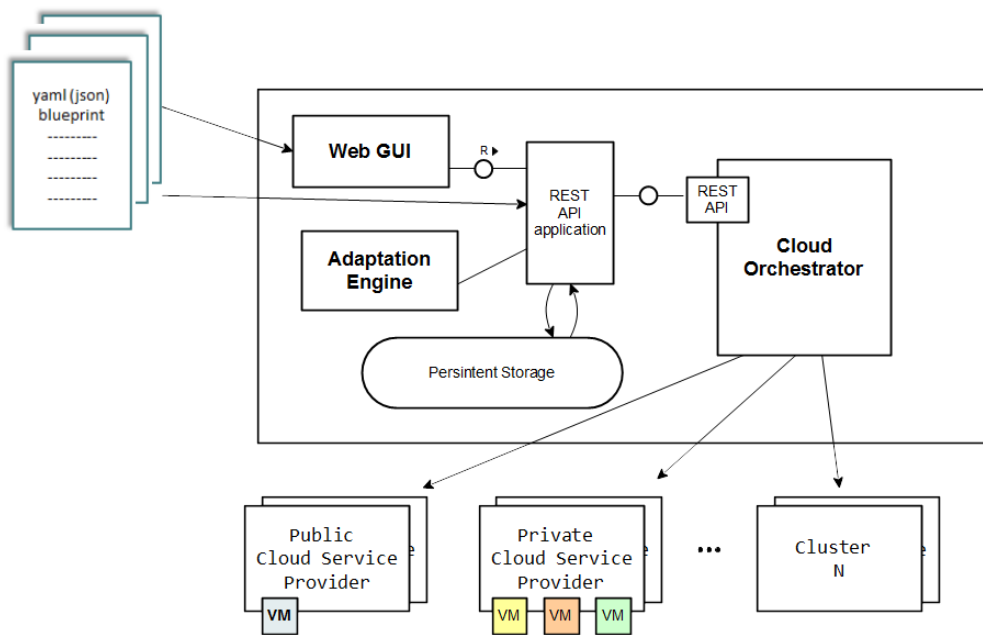 yaml (json)
blueprint
---------
---------
---------
---------
Web GUI
R
REST
API
application
REST
API
Adaptation
Engine
Cloud
Orchestrator
Persintent Storage
Public
Cloud Service
Provider
e
VM
Private
Cloud Service
Provider
e
VM
VM
VM
...
Cluster
N
e